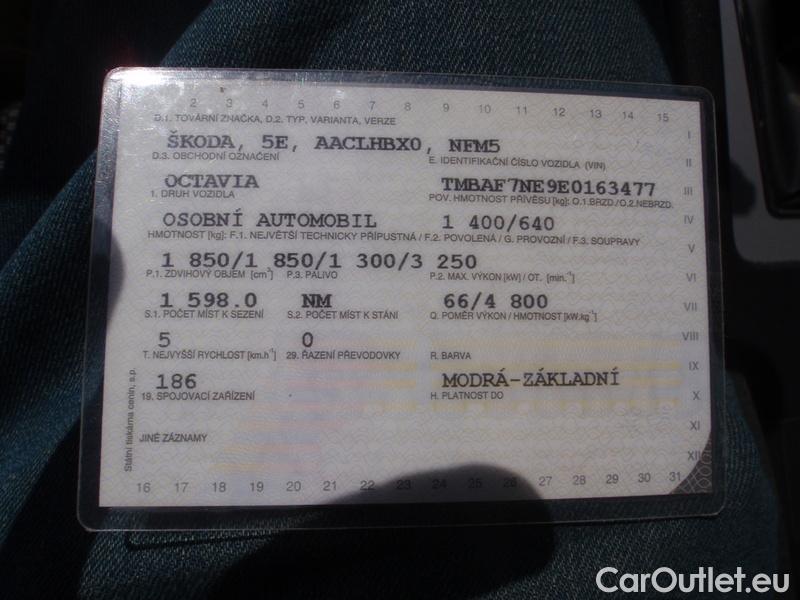 2 3 4 5 6 7 8 9 10 11 12 13 14 15
D.1. TOVÁRNÍ ZNAČKA, D.2. TYP, VARIANTA, VERZE
I
ŠKODA, 5E, AACLHBX0, NFM5
D.3. OBCHODNÍ OZNAČENÍ E. IDENTIFIKAČNÍ ČÍSLO VOZIDLA (VIN)
II
OCTAVIA TMBAF7NE9E0163477
III
1. DRUH VOZIDLA POV. HMOTNOST PŘÍVĚSU [kg]: O.1.BRZD./O.2.NEBRZD.
OSOBNÍ AUTOMOBIL 1 400/640
IV
HMOTNOST [kg]: F.1. NEJVĚTŠÍ TECHNICKY PŘÍPUSTNÁ / F.2. POVOLENÁ / G. PROVOZNÍ / F.3. SOUPRAVY
V
1 850/1 850/1 300/3 250
P.1. ZDVIHOVÝ OBJEM [cm³] P.3. PALIVO P.2. MAX. VÝKON [kW] / OT. [min.⁻¹]
VI
1 598.0 NM 66/4 800
VII
S.1. POČET MÍST K SEZENÍ S.2. POČET MÍST K STÁNÍ Q. POMĚR VÝKON / HMOTNOST [kW.kg⁻¹]
5 0
VIII
T. NEJVYŠŠÍ RYCHLOST [km.h⁻¹] 29. ŘAZENÍ PŘEVODOVKY R. BARVA
IX
186 MODRÁ-ZÁKLADNÍ
19. SPOJOVACÍ ZAŘÍZENÍ H. PLATNOST DO
X
XI
JINÉ ZÁZNAMY
XII
Státní tiskárna cenin, s.p.
16 17 18 19 20 21 22 23 24 25 26 27 28 29 30 31
CarOutlet.eu